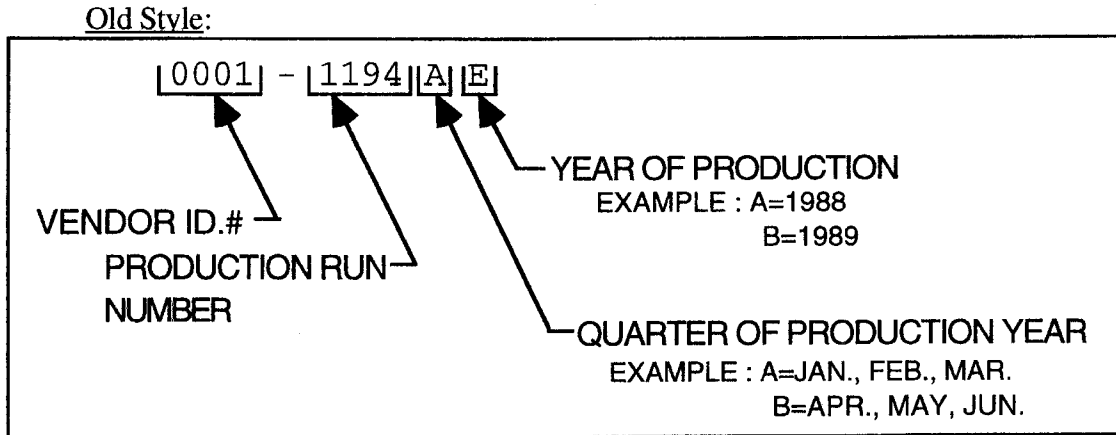 Old Style:
0001 - 1194 A E
YEAR OF PRODUCTION
EXAMPLE : A=1988
B=1989
VENDOR ID.#
PRODUCTION RUN
NUMBER
QUARTER OF PRODUCTION YEAR
EXAMPLE : A=JAN., FEB., MAR.
B=APR., MAY, JUN.